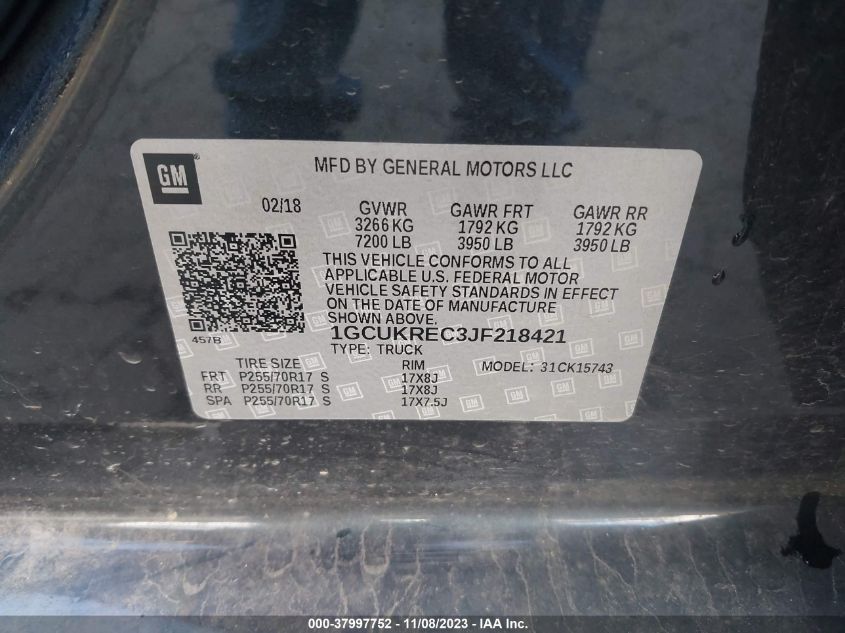 GM
MFD BY GENERAL MOTORS LLC
02/18 GVWR GAWR FRT GAWR RR
3266 KG 1792 KG 1792 KG
7200 LB 3950 LB 3950 LB
THIS VEHICLE CONFORMS TO ALL
APPLICABLE U.S. FEDERAL MOTOR
VEHICLE SAFETY STANDARDS IN EFFECT
ON THE DATE OF MANUFACTURE
SHOWN ABOVE.
457B
1GCUKREC3JF218421
TYPE: TRUCK
TIRE SIZE RIM MODEL: 31CK15743
FRT P255/70R17 S 17X8J
RR P255/70R17 S 17X8J
SPA P255/70R17 S 17X7.5J
000-37997752 - 11/08/2023 - IAA Inc.